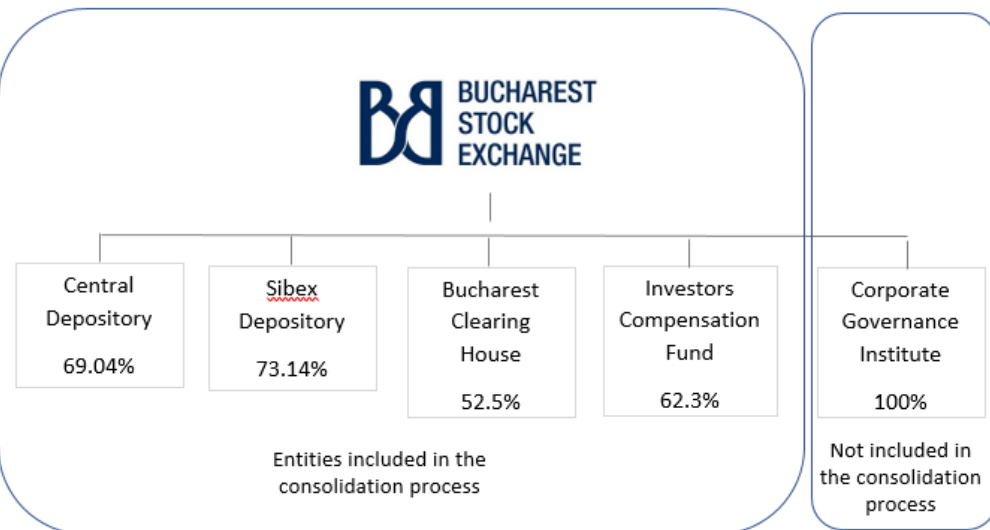 BUCHAREST
STOCK
EXCHANGE
Central
Depository
69.04%
Sibex
Depository
73.14%
Bucharest
Clearing
House
52.5%
Investors
Compensation
Fund
62.3%
Corporate
Governance
Institute
100%
Entities included in the
consolidation process
Not included in
the consolidation
process